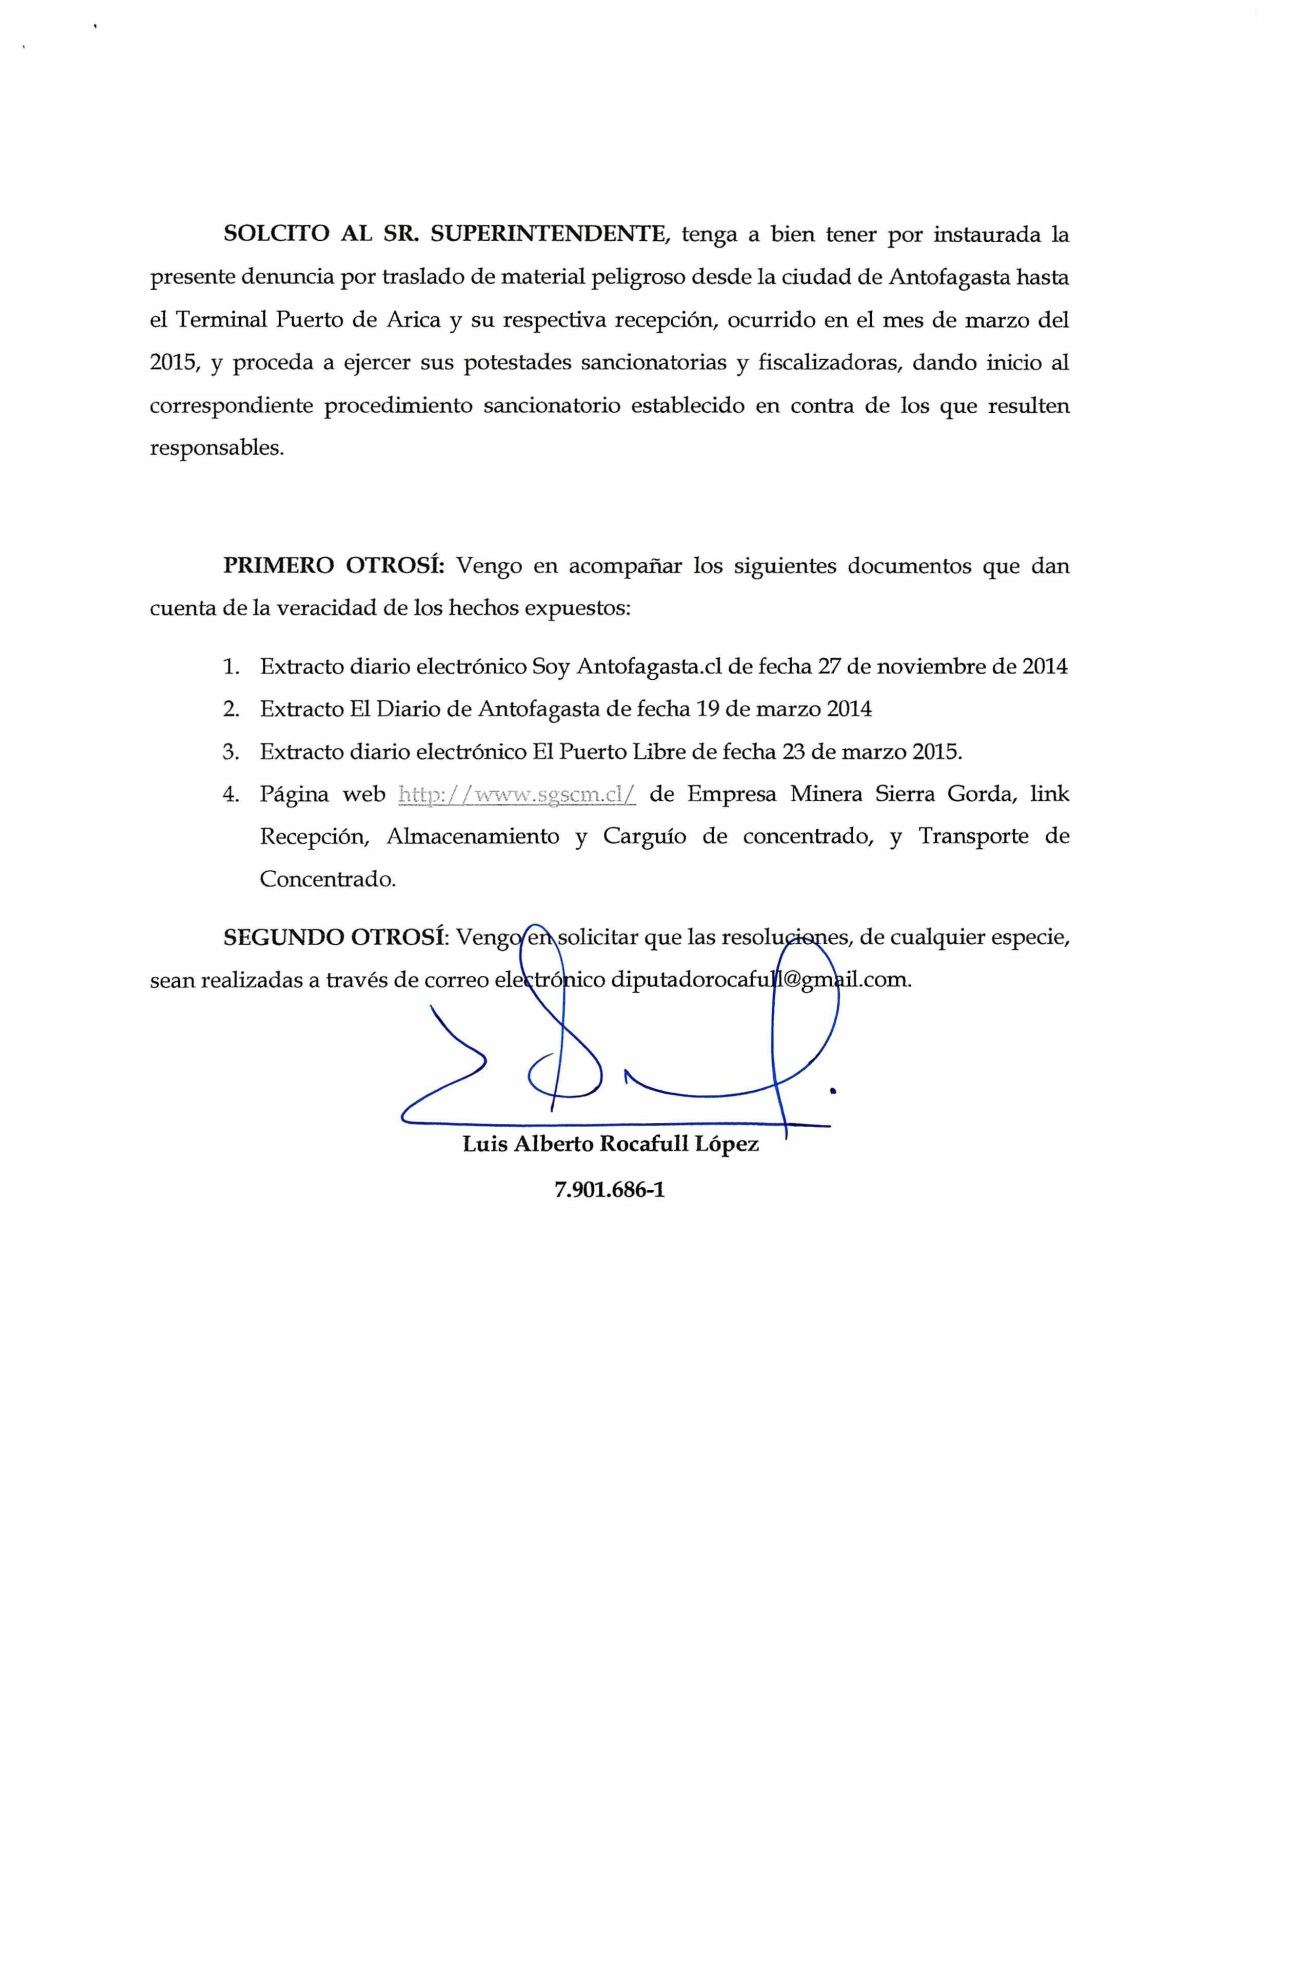 SOLCITO AL SR. SUPERINTENDENTE, tenga a bien tener por instaurada la
presente denuncia por traslado de material peligroso desde la ciudad de Antofagasta hasta
el Terminal Puerto de Arica y su respectiva recepción, ocurrido en el mes de marzo del
2015, y proceda a ejercer sus potestades sancionatorias y fiscalizadoras, dando inicio al
correspondiente procedimiento sancionatorio establecido en contra de los que resulten
responsables.
PRIMERO OTROSÍ: Vengo en acompañar los siguientes documentos que dan
cuenta de la veracidad de los hechos expuestos:
1. Extracto diario electrónico Soy Antofagasta.cl de fecha 27 de noviembre de 2014
2. Extracto El Diario de Antofagasta de fecha 19 de marzo 2014
3. Extracto diario electrónico El Puerto Libre de fecha 23 de marzo 2015.
4. Página web http://www.sgscm.cl/ de Empresa Minera Sierra Gorda, link
Recepción, Almacenamiento y Carguío de concentrado, y Transporte de
Concentrado.
SEGUNDO OTROSÍ: Vengo en solicitar que las resoluciones, de cualquier especie,
sean realizadas a través de correo electrónico diputadorocafull@gmail.com.
Luis Alberto Rocafull López
7.901.686-1